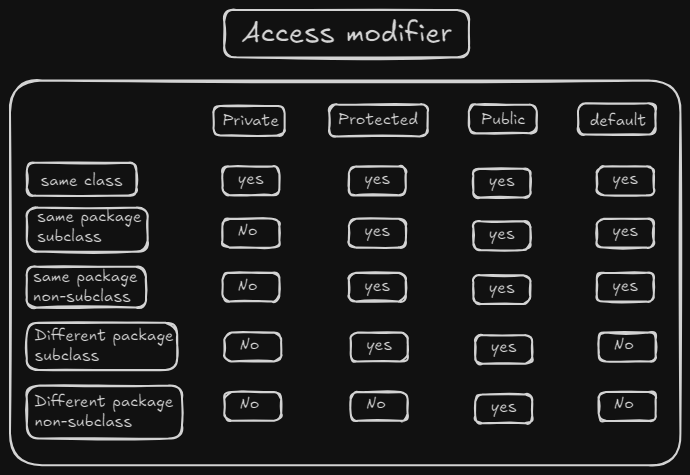 Access modifier
Private Protected Public default
same class yes yes yes yes
same package
subclass No yes yes yes
same package
non-subclass No yes yes yes
Different package
subclass No yes yes No
Different package
non-subclass No No yes No